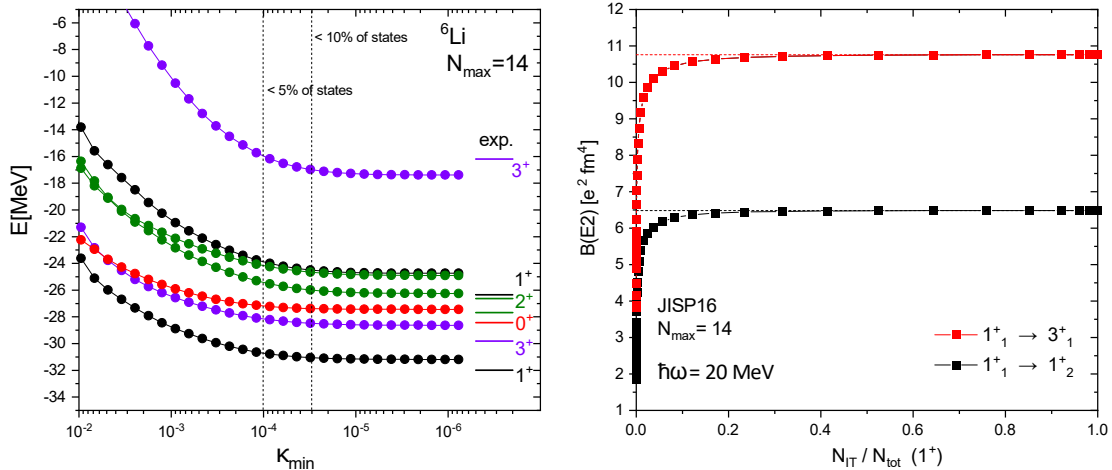 -6
-8
-10
-12
-14
-16
-18
-20
-22
-24
-26
-28
-30
-32
-34
E[MeV]
10⁻² 10⁻³ 10⁻⁴ 10⁻⁵ 10⁻⁶
κmin
< 10% of states
< 5% of states
⁶Li
Nmax=14
exp.
3⁺
1⁺
2⁺
0⁺
3⁺
1⁺
12
11
10
9
8
7
6
5
4
3
2
1
B(E2) [e² fm⁴]
JISP16
Nmax= 14
ħω= 20 MeV
1⁺₁ → 3⁺₁
1⁺₁ → 1⁺₂
0.0 0.2 0.4 0.6 0.8 1.0
NIT / Ntot (1⁺)